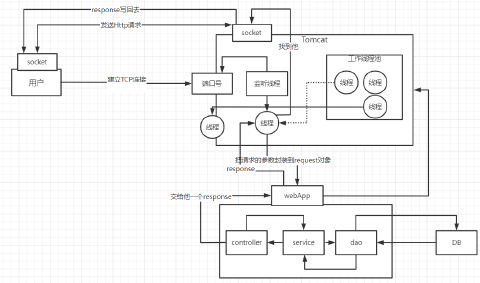 response写回去
发送Http请求
socket
Tomcat
找到他
socket
工作线程池
用户
建立TCP连接
端口号
监听线程
线程
线程
线程
线程
线程
把请求的参数封装到request对象
response
交给他一个response
webApp
controller
service
dao
DB